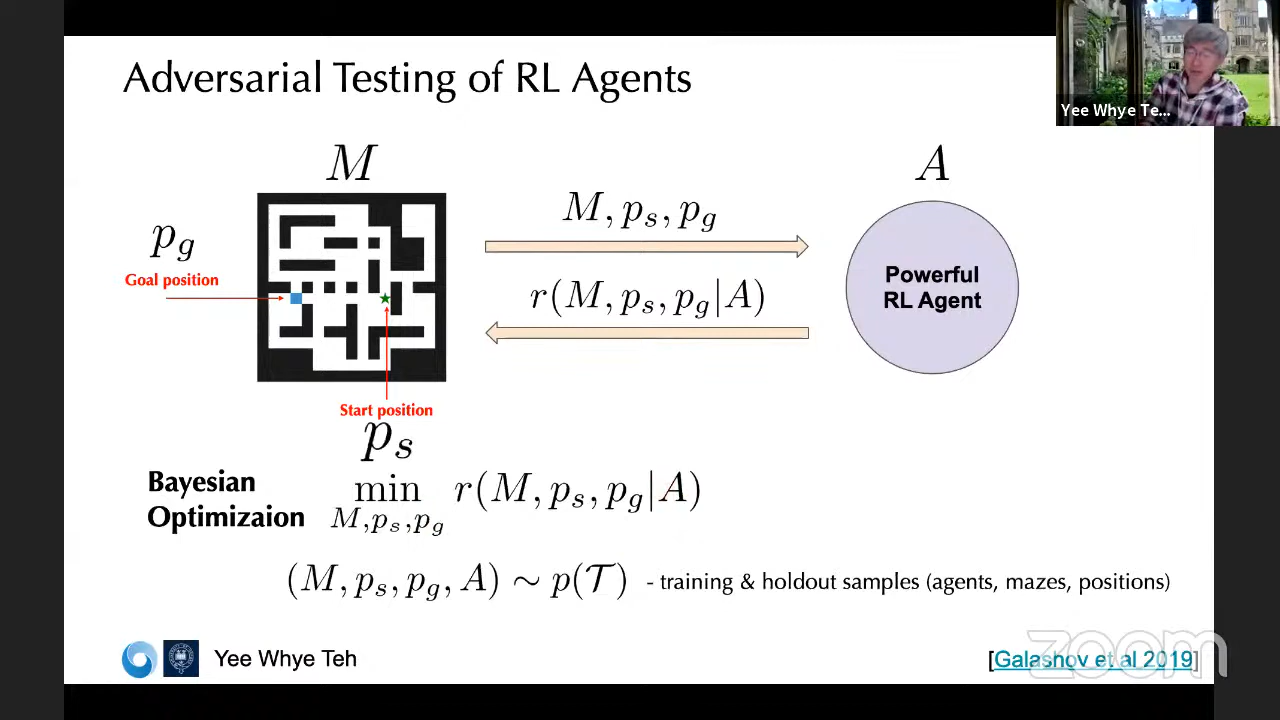 Adversarial Testing of RL Agents
Yee Whye Te...
M
A
p_g
Goal position
M, p_s, p_g
r(M, p_s, p_g|A)
Powerful
RL Agent
Start position
p_s
Bayesian
Optimizaion
min r(M, p_s, p_g|A)
M,p_s,p_g
(M, p_s, p_g, A) ∼ p(𝒯) - training & holdout samples (agents, mazes, positions)
Yee Whye Teh
[Galashov et al 2019]
zoom